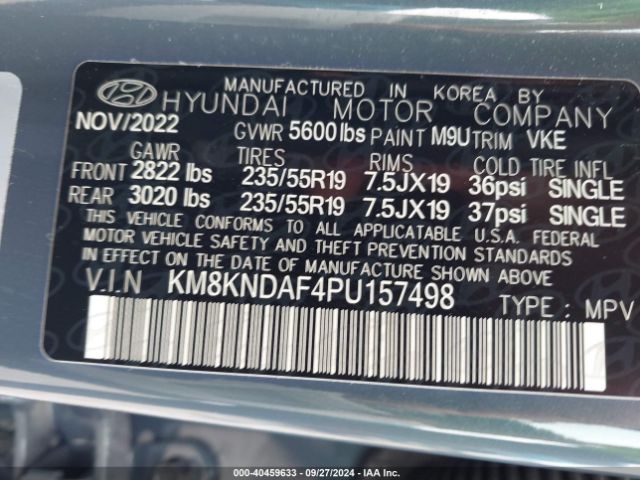 MANUFACTURED IN KOREA BY
HYUNDAI MOTOR COMPANY
NOV/2022 GVWR 5600 lbs PAINT M9U TRIM VKE
GAWR TIRES RIMS COLD TIRE INFL
FRONT 2822 lbs 235/55R19 7.5JX19 36psi SINGLE
REAR 3020 lbs 235/55R19 7.5JX19 37psi SINGLE
THIS VEHICLE CONFORMS TO ALL APPLICATABLE U.S.A. FEDERAL
MOTOR VEHICLE SAFETY AND THEFT PREVENTION STANDARDS
IN EFFECT ON THE DATE OF MANUFACTURE SHOWN ABOVE
V.I.N KM8KNDAF4PU157498 TYPE : MPV
000-40459633 - 09/27/2024 - IAA, Inc.